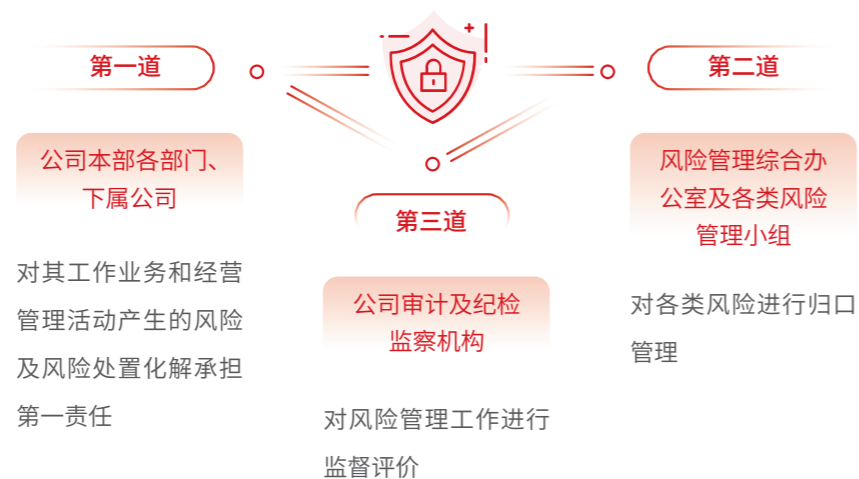 第一道
公司本部各部门、
下属公司
对其工作业务和经营
管理活动产生的风险
及风险处置化解承担
第一责任
第二道
风险管理综合办
公室及各类风险
管理小组
对各类风险进行归口
管理
第三道
公司审计及纪检
监察机构
对风险管理工作进行
监督评价